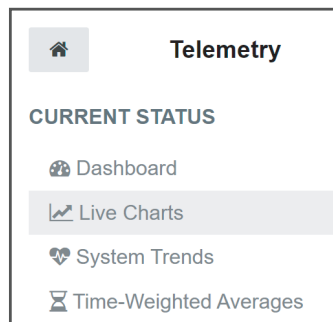 Telemetry
CURRENT STATUS
Dashboard
Live Charts
System Trends
Time-Weighted Averages